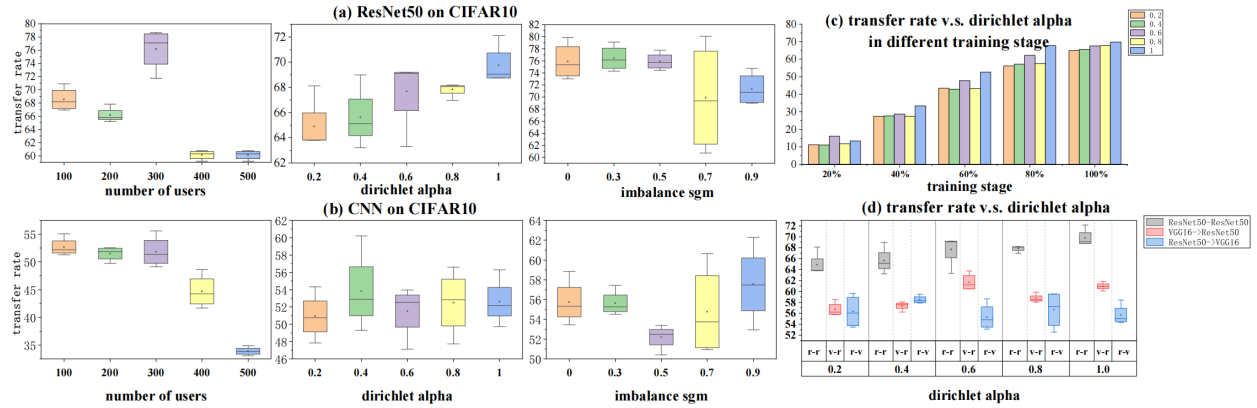 (a) ResNet50 on CIFAR10
transfer rate
80
78
76
74
72
70
68
66
64
62
60
100 200 300 400 500
number of users
72
70
68
66
64
62
0.2 0.4 0.6 0.8 1
dirichlet alpha
80
78
76
74
72
70
68
66
64
62
60
0 0.3 0.5 0.7 0.9
imbalance sgm
(b) CNN on CIFAR10
transfer rate
55
50
45
40
35
100 200 300 400 500
number of users
62
60
58
56
54
52
50
48
46
0.2 0.4 0.6 0.8 1
dirichlet alpha
64
62
60
58
56
54
52
50
0 0.3 0.5 0.7 0.9
imbalance sgm
(c) transfer rate v.s. dirichlet alpha
in different training stage
0.2
0.4
0.6
0.8
1
80
70
60
50
40
30
20
10
0
20% 40% 60% 80% 100%
training stage
(d) transfer rate v.s. dirichlet alpha
ResNet50-ResNet50
VGG16->ResNet50
ResNet50->VGG16
72
70
68
66
64
62
60
58
56
54
52
r-r v-r r-v r-r v-r r-v r-r v-r r-v r-r v-r r-v r-r v-r r-v
0.2 0.4 0.6 0.8 1.0
dirichlet alpha